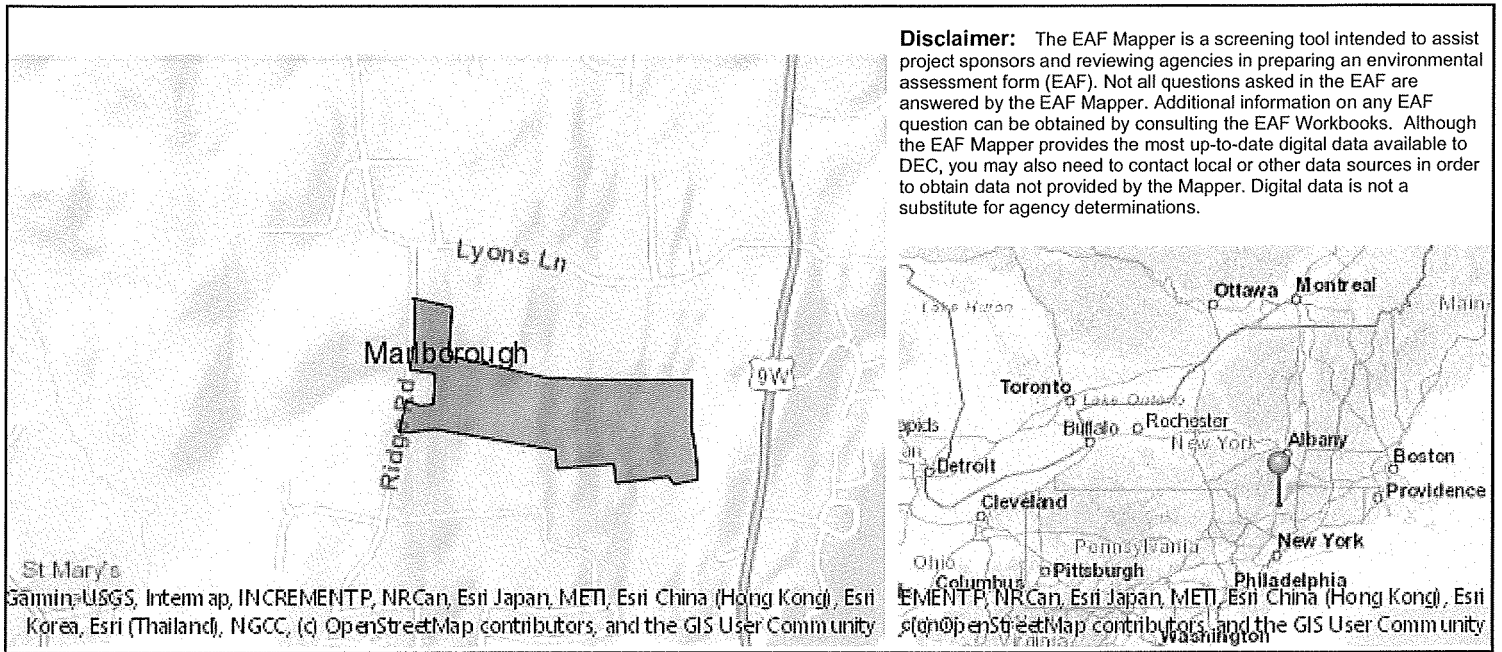 Disclaimer: The EAF Mapper is a screening tool intended to assist
project sponsors and reviewing agencies in preparing an environmental
assessment form (EAF). Not all questions asked in the EAF are
answered by the EAF Mapper. Additional information on any EAF
question can be obtained by consulting the EAF Workbooks. Although
the EAF Mapper provides the most up-to-date digital data available to
DEC, you may also need to contact local or other data sources in order
to obtain data not provided by the Mapper. Digital data is not a
substitute for agency determinations.
Lyons Ln
Marlborough
9W
Ridge Rd
St Mary's
Garmin, USGS, Intermap, INCREMENT P, NRCan, Esri Japan, METI, Esri China (Hong Kong), Esri
Korea, Esri (Thailand), NGCC, (c) OpenStreetMap contributors, and the GIS User Community
Ottawa
Montreal
Lake Huron
Main
Toronto
Lake Ontario
apids
Buffalo
Rochester
New York
Albany
Detroit
Boston
Providence
Cleveland
Pennsylvania
New York
Ohio
Pittsburgh
Columbus
Philadelphia
EMENT P, NRCan, Esri Japan, METI, Esri China (Hong Kong), Esri
OpenStreetMap contributors, and the GIS User Community
Washington